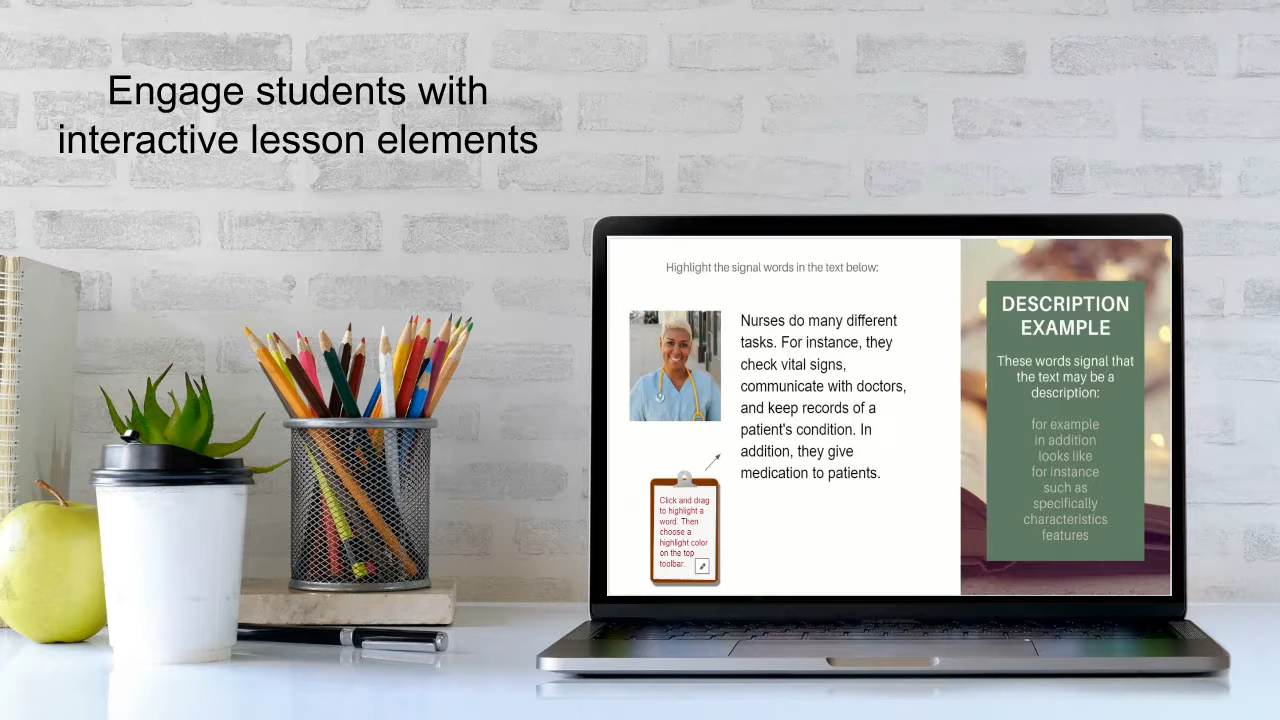 Engage students with
interactive lesson elements
Highlight the signal words in the text below:
Nurses do many different
tasks. For instance, they
check vital signs,
communicate with doctors,
and keep records of a
patient's condition. In
addition, they give
medication to patients.
Click and drag
to highlight a
word. Then
choose a
highlight color
on the top
toolbar.
DESCRIPTION
EXAMPLE
These words signal that
the text may be a
description:
for example
in addition
looks like
for instance
such as
specifically
characteristics
features